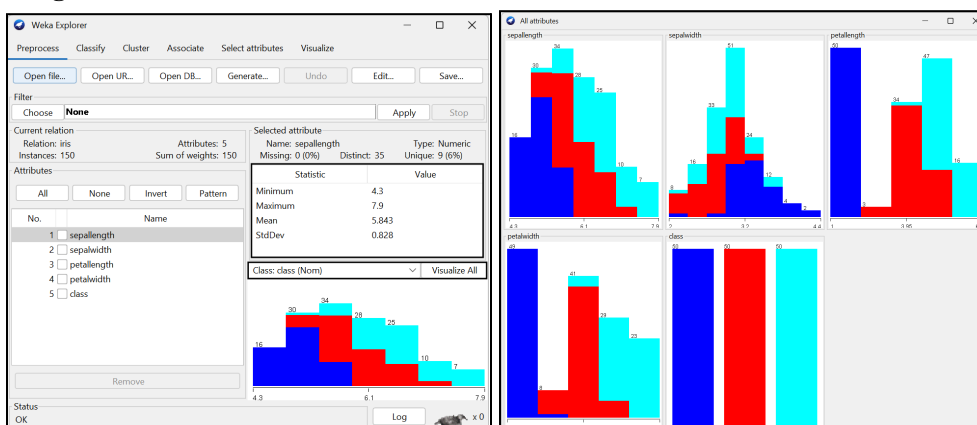 Weka Explorer
Preprocess Classify Cluster Associate Select attributes Visualize
Open file... Open UR... Open DB... Generate... Undo Edit... Save...
Filter
Choose None Apply Stop
Current relation
Relation: iris Attributes: 5
Instances: 150 Sum of weights: 150
Attributes
All None Invert Pattern
No. Name
1 sepallength
2 sepalwidth
3 petallength
4 petalwidth
5 class
Remove
Status
OK
Selected attribute
Name: sepallength Type: Numeric
Missing: 0 (0%) Distinct: 35 Unique: 9 (6%)
Statistic Value
Minimum 4.3
Maximum 7.9
Mean 5.843
StdDev 0.828
Class: class (Nom) Visualize All
16 30 34 28 25 10 7
4.3 6.1 7.9
Log x 0
All attributes
sepallength
16 30 34 28 25 10 7
4.3 6.1 7.9
sepalwidth
8 16 33 51 24 12 4 2
2 3.2 4.4
petallength
50 3 34 47 16
1 3.95
petalwidth
49 8 41 29 23
class
50 50 50